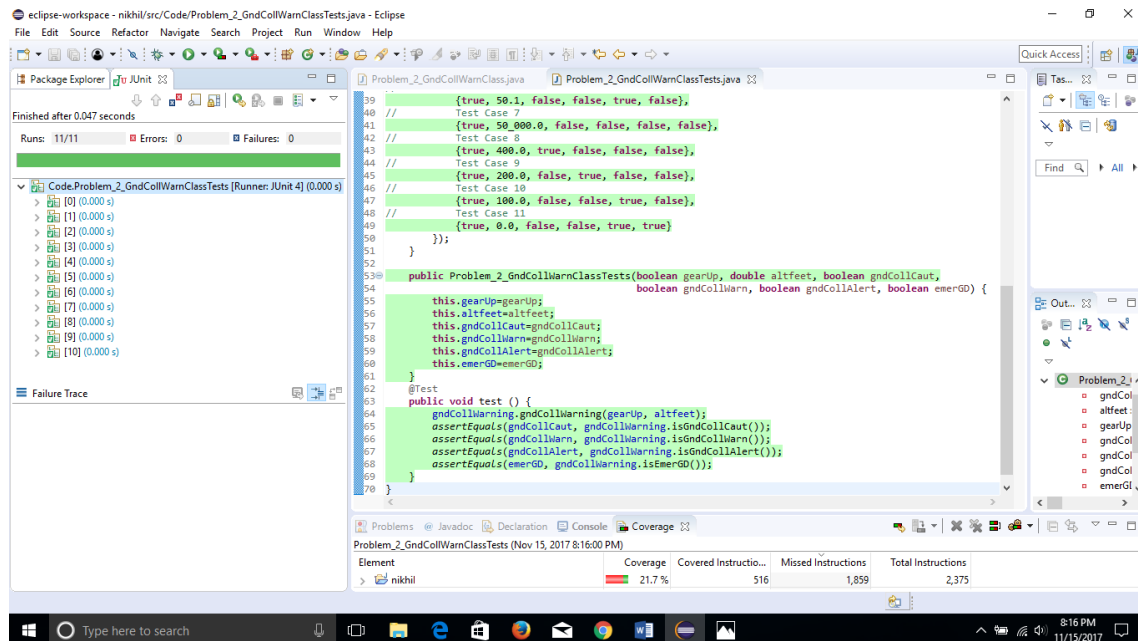 eclipse-workspace - nikhil/src/Code/Problem_2_GndCollWarnClassTests.java - Eclipse
File Edit Source Refactor Navigate Search Project Run Window Help
Quick Access
Package Explorer JUnit
Finished after 0.047 seconds
Runs: 11/11 Errors: 0 Failures: 0
Code.Problem_2_GndCollWarnClassTests [Runner: JUnit 4] (0.000 s)
[0] (0.000 s)
[1] (0.000 s)
[2] (0.000 s)
[3] (0.000 s)
[4] (0.000 s)
[5] (0.000 s)
[6] (0.000 s)
[7] (0.000 s)
[8] (0.000 s)
[9] (0.000 s)
[10] (0.000 s)
Failure Trace
Problem_2_GndCollWarnClass.java Problem_2_GndCollWarnClassTests.java
39 {true, 50.1, false, false, true, false},
40 // Test Case 7
41 {true, 50_000.0, false, false, false, false},
42 // Test Case 8
43 {true, 400.0, true, false, false, false},
44 // Test Case 9
45 {true, 200.0, false, true, false, false},
46 // Test Case 10
47 {true, 100.0, false, false, true, false},
48 // Test Case 11
49 {true, 0.0, false, false, true, true}
50 });
51 }
52
53 public Problem_2_GndCollWarnClassTests(boolean gearUp, double altfeet, boolean gndCollCaut,
54 boolean gndCollWarn, boolean gndCollAlert, boolean emerGD) {
55 this.gearUp=gearUp;
56 this.altfeet=altfeet;
57 this.gndCollCaut=gndCollCaut;
58 this.gndCollWarn=gndCollWarn;
59 this.gndCollAlert=gndCollAlert;
60 this.emerGD=emerGD;
61 }
62 @Test
63 public void test () {
64 gndCollWarning.gndCollWarning(gearUp, altfeet);
65 assertEquals(gndCollCaut, gndCollWarning.isGndCollCaut());
66 assertEquals(gndCollWarn, gndCollWarning.isGndCollWarn());
67 assertEquals(gndCollAlert, gndCollWarning.isGndCollAlert());
68 assertEquals(emerGD, gndCollWarning.isEmerGD());
69 }
70 }
Tas...
Find All
Out...
Problem_2_
gndCol
altfeet :
gearUp
gndCol
gndCol
gndCol
emerGD
Problems @ Javadoc Declaration Console Coverage
Problem_2_GndCollWarnClassTests (Nov 15, 2017 8:16:00 PM)
Element Coverage Covered Instructio... Missed Instructions Total Instructions
nikhil 21.7 % 516 1,859 2,375
Type here to search
8:16 PM
11/15/2017